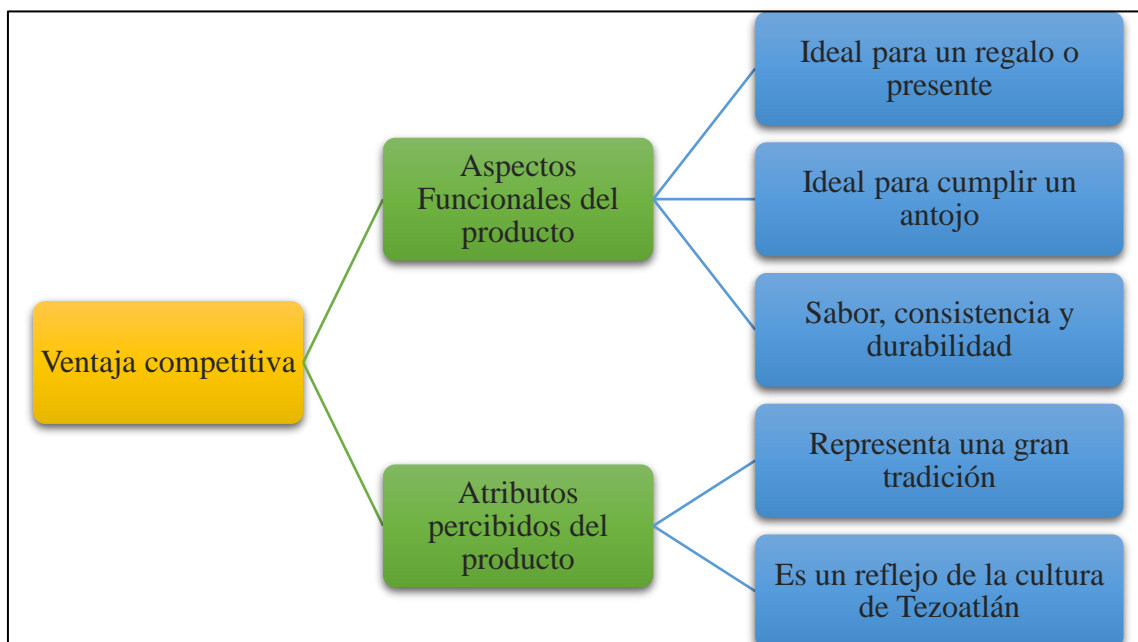 Ventaja competitiva
Aspectos
Funcionales del
producto
Ideal para un regalo o
presente
Ideal para cumplir un
antojo
Sabor, consistencia y
durabilidad
Atributos
percibidos del
producto
Representa una gran
tradición
Es un reflejo de la cultura
de Tezoatlán